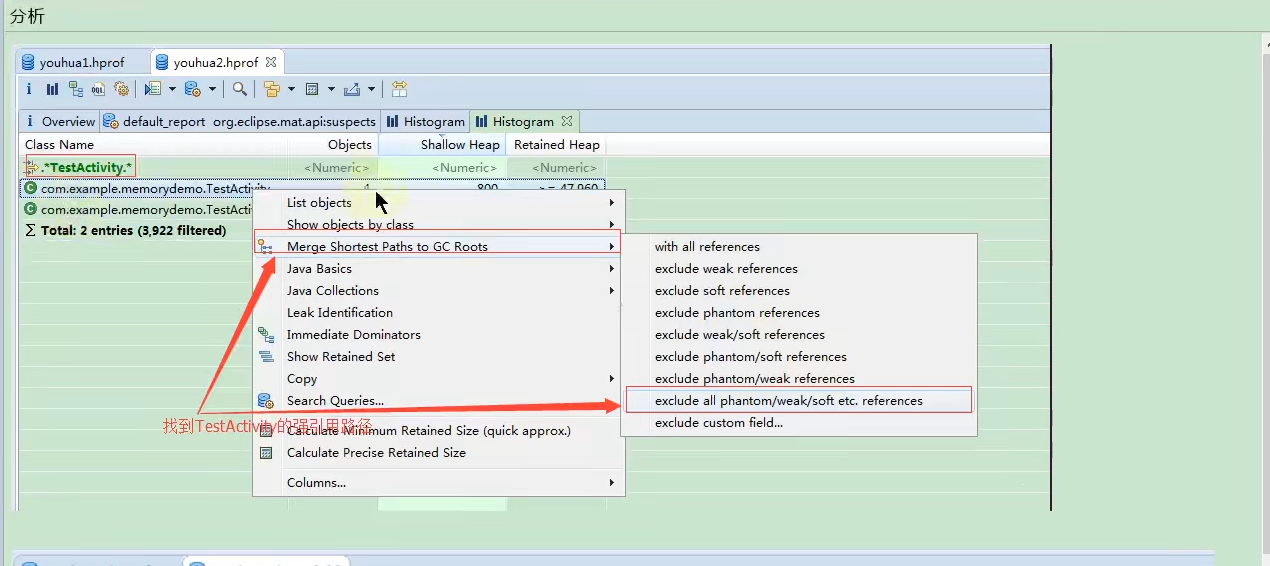 分析
youhua1.hprof youhua2.hprof
i OQL
i Overview default_report org.eclipse.mat.api:suspects Histogram Histogram
Class Name Objects Shallow Heap Retained Heap
.*TestActivity.* <Numeric> <Numeric> <Numeric>
com.example.memorydemo.TestActivity 4 800 >= 47,960
com.example.memorydemo.TestActi
Σ Total: 2 entries (3,922 filtered)
List objects
Show objects by class
Merge Shortest Paths to GC Roots
Java Basics
Java Collections
Leak Identification
Immediate Dominators
Show Retained Set
Copy
Search Queries...
Calculate Minimum Retained Size (quick approx.)
Calculate Precise Retained Size
Columns...
with all references
exclude weak references
exclude soft references
exclude phantom references
exclude weak/soft references
exclude phantom/soft references
exclude phantom/weak references
exclude all phantom/weak/soft etc. references
exclude custom field...
找到TestActivity的强引用路径